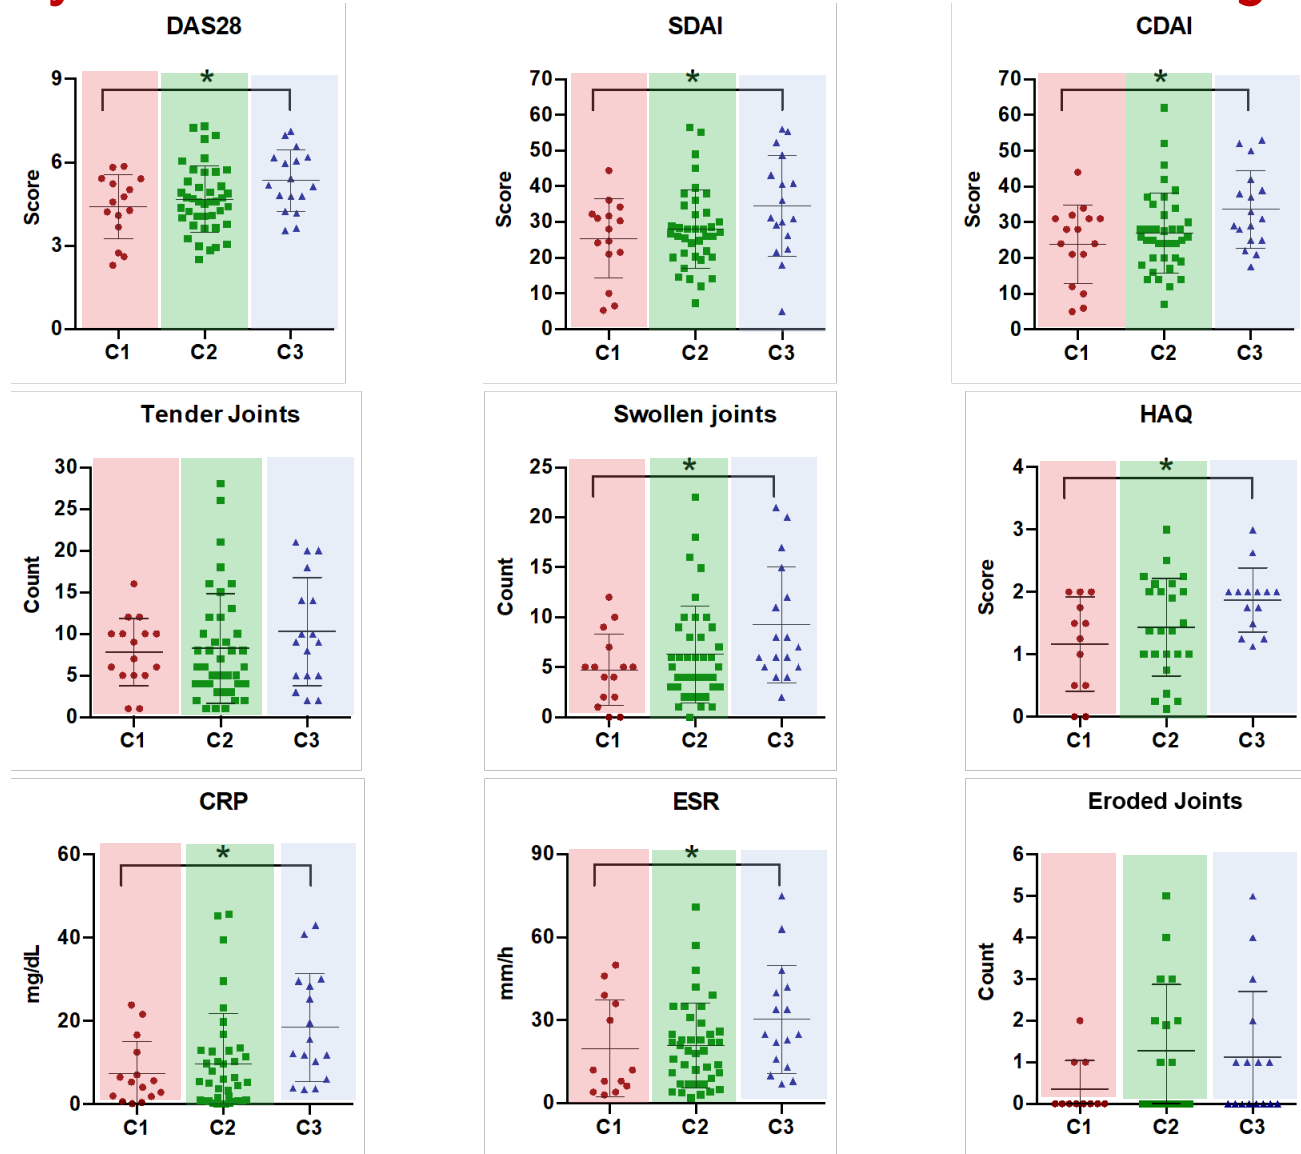 DAS28
*
9
6
3
0
Score
C1 C2 C3
SDAI
*
70
60
50
40
30
20
10
0
Score
C1 C2 C3
CDAI
*
70
60
50
40
30
20
10
0
Score
C1 C2 C3
Tender Joints
30
25
20
15
10
5
0
Count
C1 C2 C3
Swollen joints
*
25
20
15
10
5
0
Count
C1 C2 C3
HAQ
*
4
3
2
1
0
Score
C1 C2 C3
CRP
*
60
40
20
0
mg/dL
C1 C2 C3
ESR
*
90
60
30
0
mm/h
C1 C2 C3
Eroded Joints
6
5
4
3
2
1
0
Count
C1 C2 C3